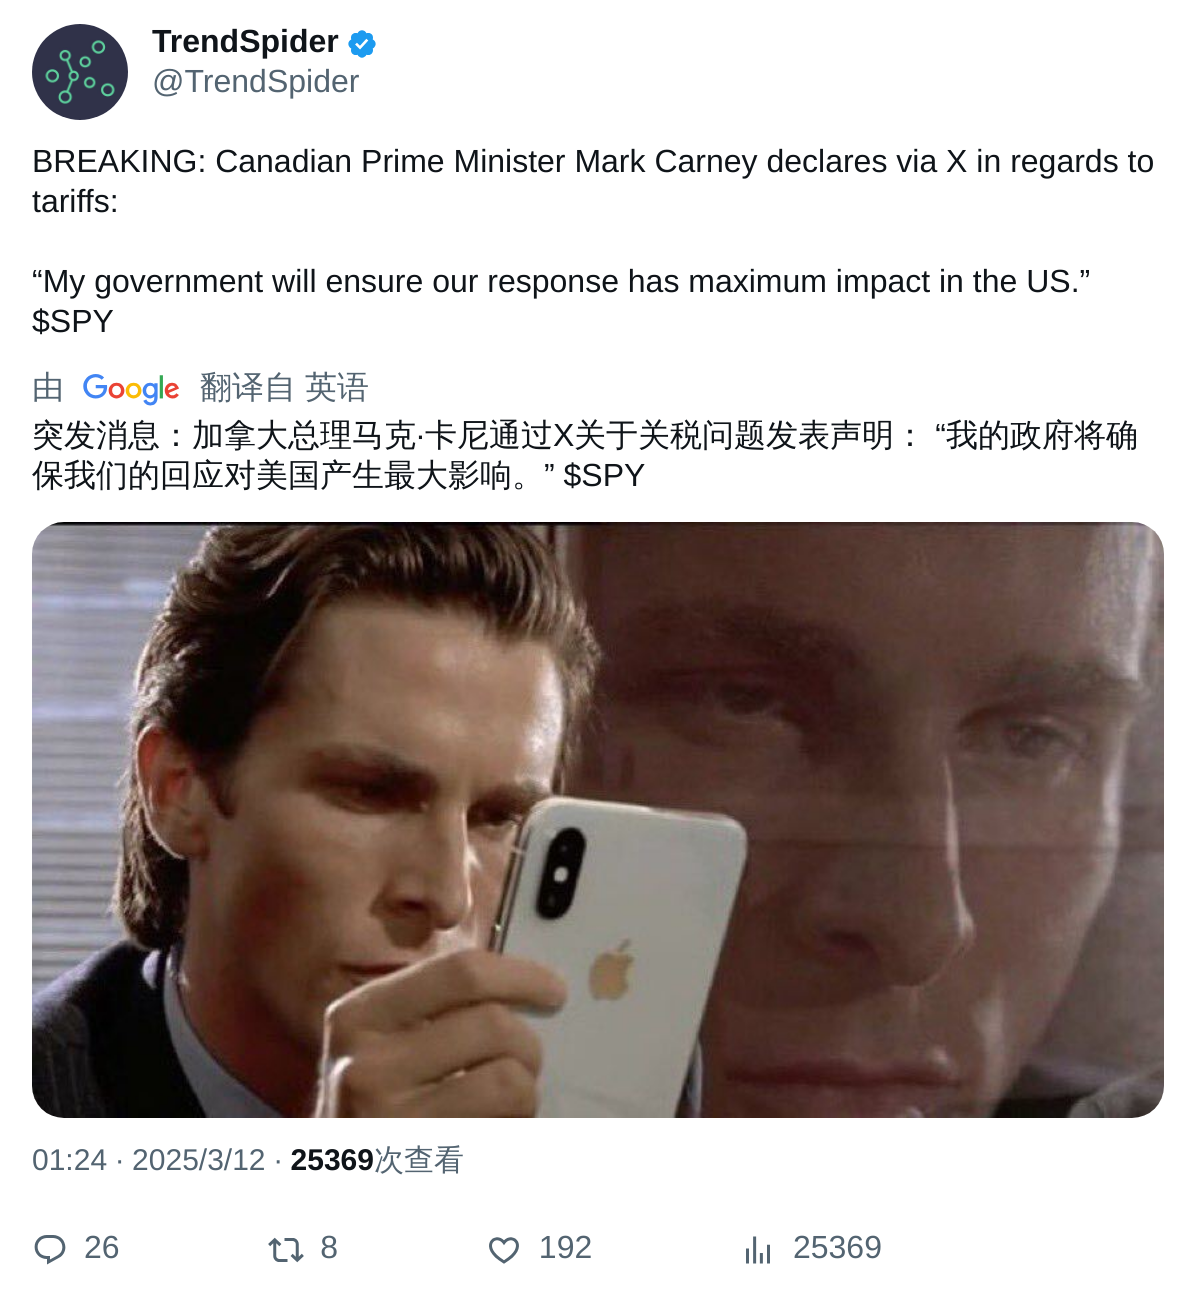 TrendSpider
@TrendSpider
BREAKING: Canadian Prime Minister Mark Carney declares via X in regards to
tariffs:
“My government will ensure our response has maximum impact in the US.”
$SPY
由 Google 翻译自 英语
突发消息：加拿大总理马克·卡尼通过X关于关税问题发表声明： “我的政府将确
保我们的回应对美国产生最大影响。” $SPY
01:24 · 2025/3/12 · 25369次查看
26 8 192 25369